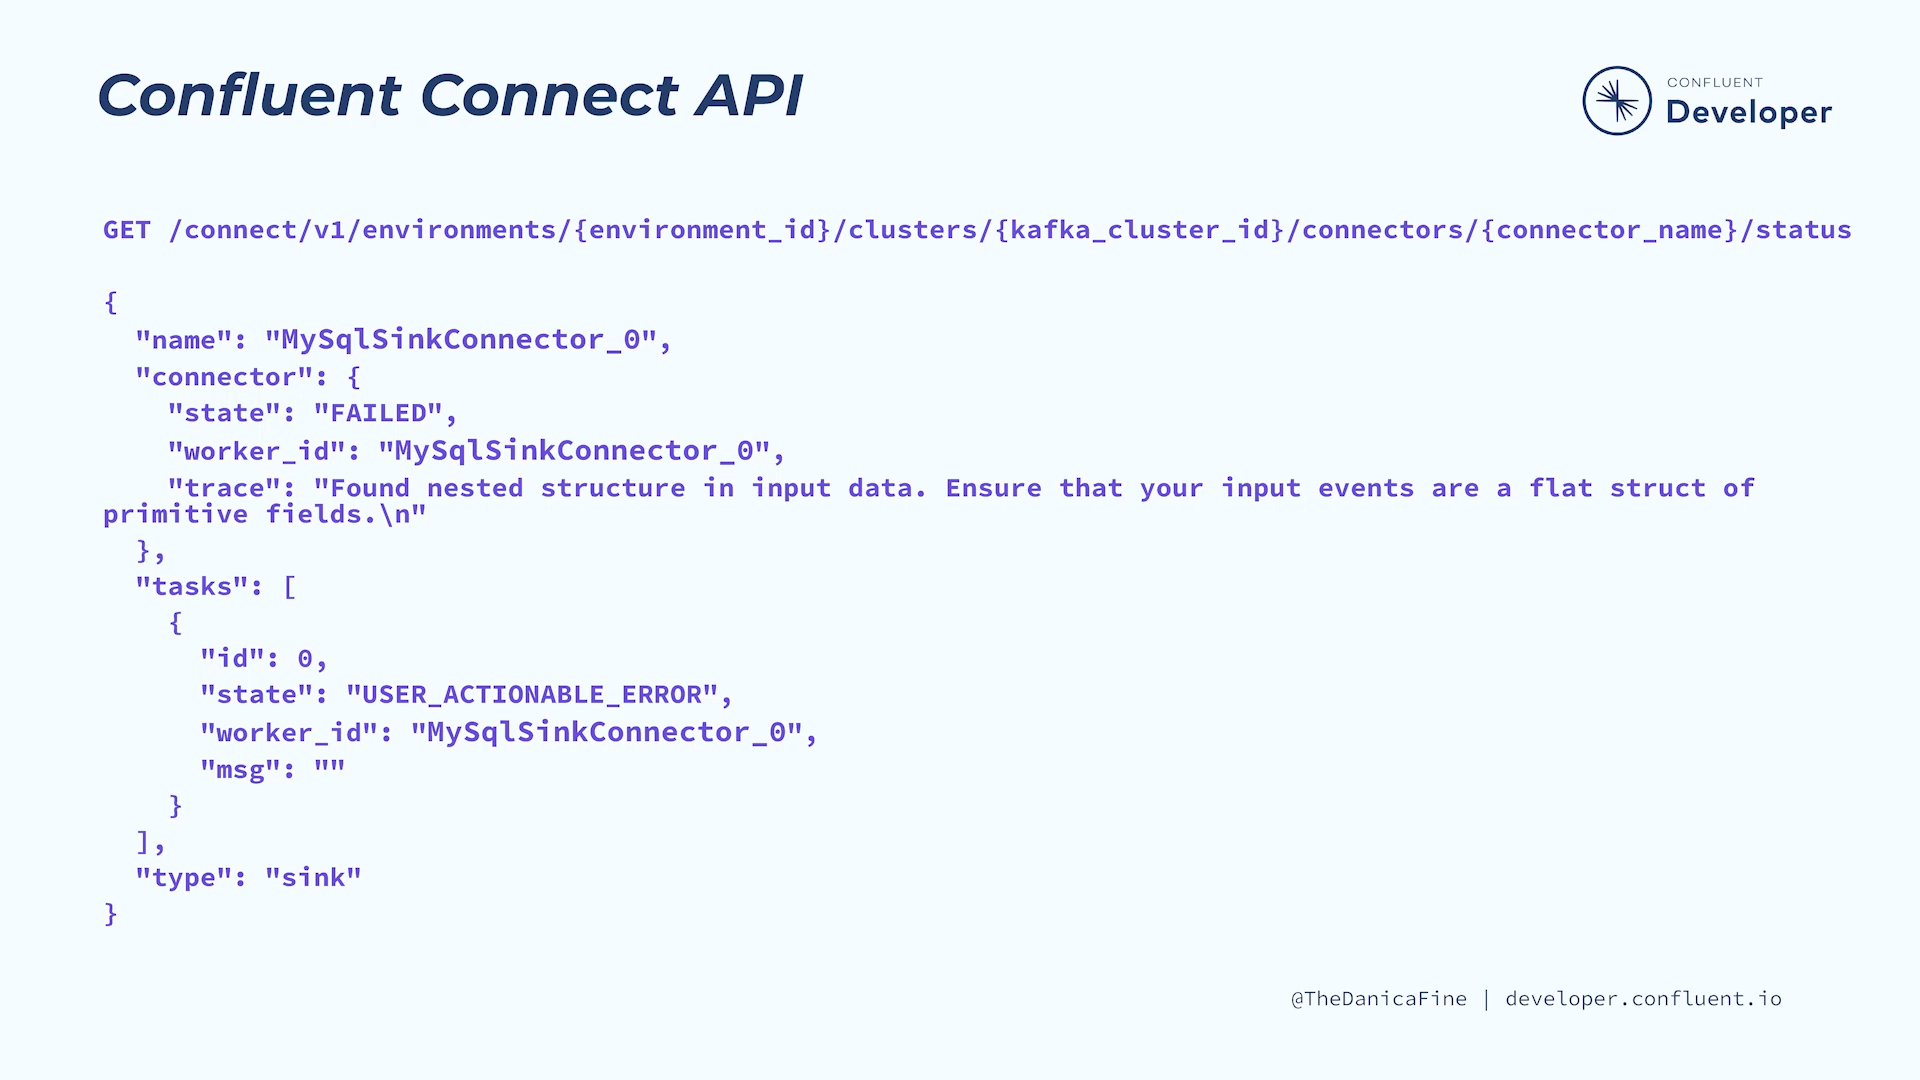 Confluent Connect API
CONFLUENT
Developer
GET /connect/v1/environments/{environment_id}/clusters/{kafka_cluster_id}/connectors/{connector_name}/status
{
  "name": "MySqlSinkConnector_0",
  "connector": {
    "state": "FAILED",
    "worker_id": "MySqlSinkConnector_0",
    "trace": "Found nested structure in input data. Ensure that your input events are a flat struct of
primitive fields.\n"
  },
  "tasks": [
    {
      "id": 0,
      "state": "USER_ACTIONABLE_ERROR",
      "worker_id": "MySqlSinkConnector_0",
      "msg": ""
    }
  ],
  "type": "sink"
}
@TheDanicaFine | developer.confluent.io